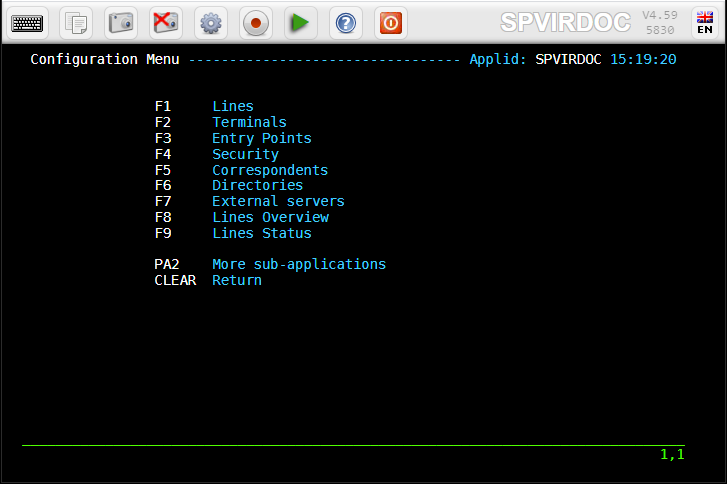 SPVIRDOC V4.59
5830
EN
Configuration Menu --------------------------------- Applid: SPVIRDOC 15:19:20
F1 Lines
F2 Terminals
F3 Entry Points
F4 Security
F5 Correspondents
F6 Directories
F7 External servers
F8 Lines Overview
F9 Lines Status
PA2 More sub-applications
CLEAR Return
1,1